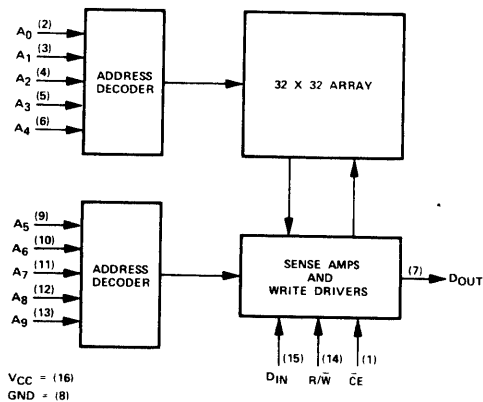 A0 (2)
A1 (3)
A2 (4)
A3 (5)
A4 (6)
ADDRESS
DECODER
32 X 32 ARRAY
A5 (9)
A6 (10)
A7 (11)
A8 (12)
A9 (13)
ADDRESS
DECODER
SENSE AMPS
AND
WRITE DRIVERS
(7) DOUT
(15) (14) (1)
DIN R/W̅ C̅E̅
VCC = (16)
GND = (8)